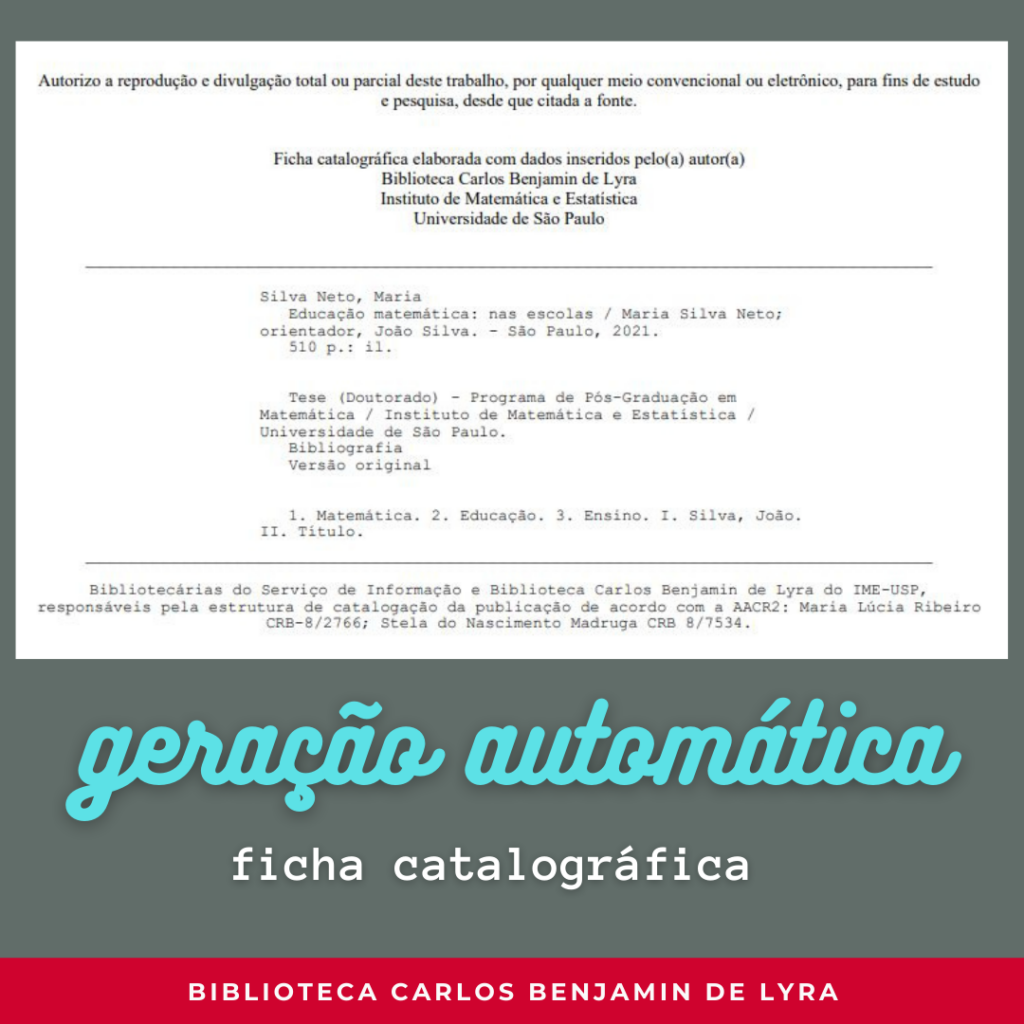 Autorizo a reprodução e divulgação total ou parcial deste trabalho, por qualquer meio convencional ou eletrônico, para fins de estudo
e pesquisa, desde que citada a fonte.
Ficha catalográfica elaborada com dados inseridos pelo(a) autor(a)
Biblioteca Carlos Benjamin de Lyra
Instituto de Matemática e Estatística
Universidade de São Paulo
Silva Neto, Maria
Educação matemática: nas escolas / Maria Silva Neto;
orientador, João Silva. - São Paulo, 2021.
510 p.: il.
Tese (Doutorado) - Programa de Pós-Graduação em
Matemática / Instituto de Matemática e Estatística /
Universidade de São Paulo.
Bibliografia
Versão original
1. Matemática. 2. Educação. 3. Ensino. I. Silva, João.
II. Título.
Bibliotecárias do Serviço de Informação e Biblioteca Carlos Benjamin de Lyra do IME-USP,
responsáveis pela estrutura de catalogação da publicação de acordo com a AACR2: Maria Lúcia Ribeiro
CRB-8/2766; Stela do Nascimento Madruga CRB 8/7534.
geração automática
ficha catalográfica
BIBLIOTECA CARLOS BENJAMIN DE LYRA